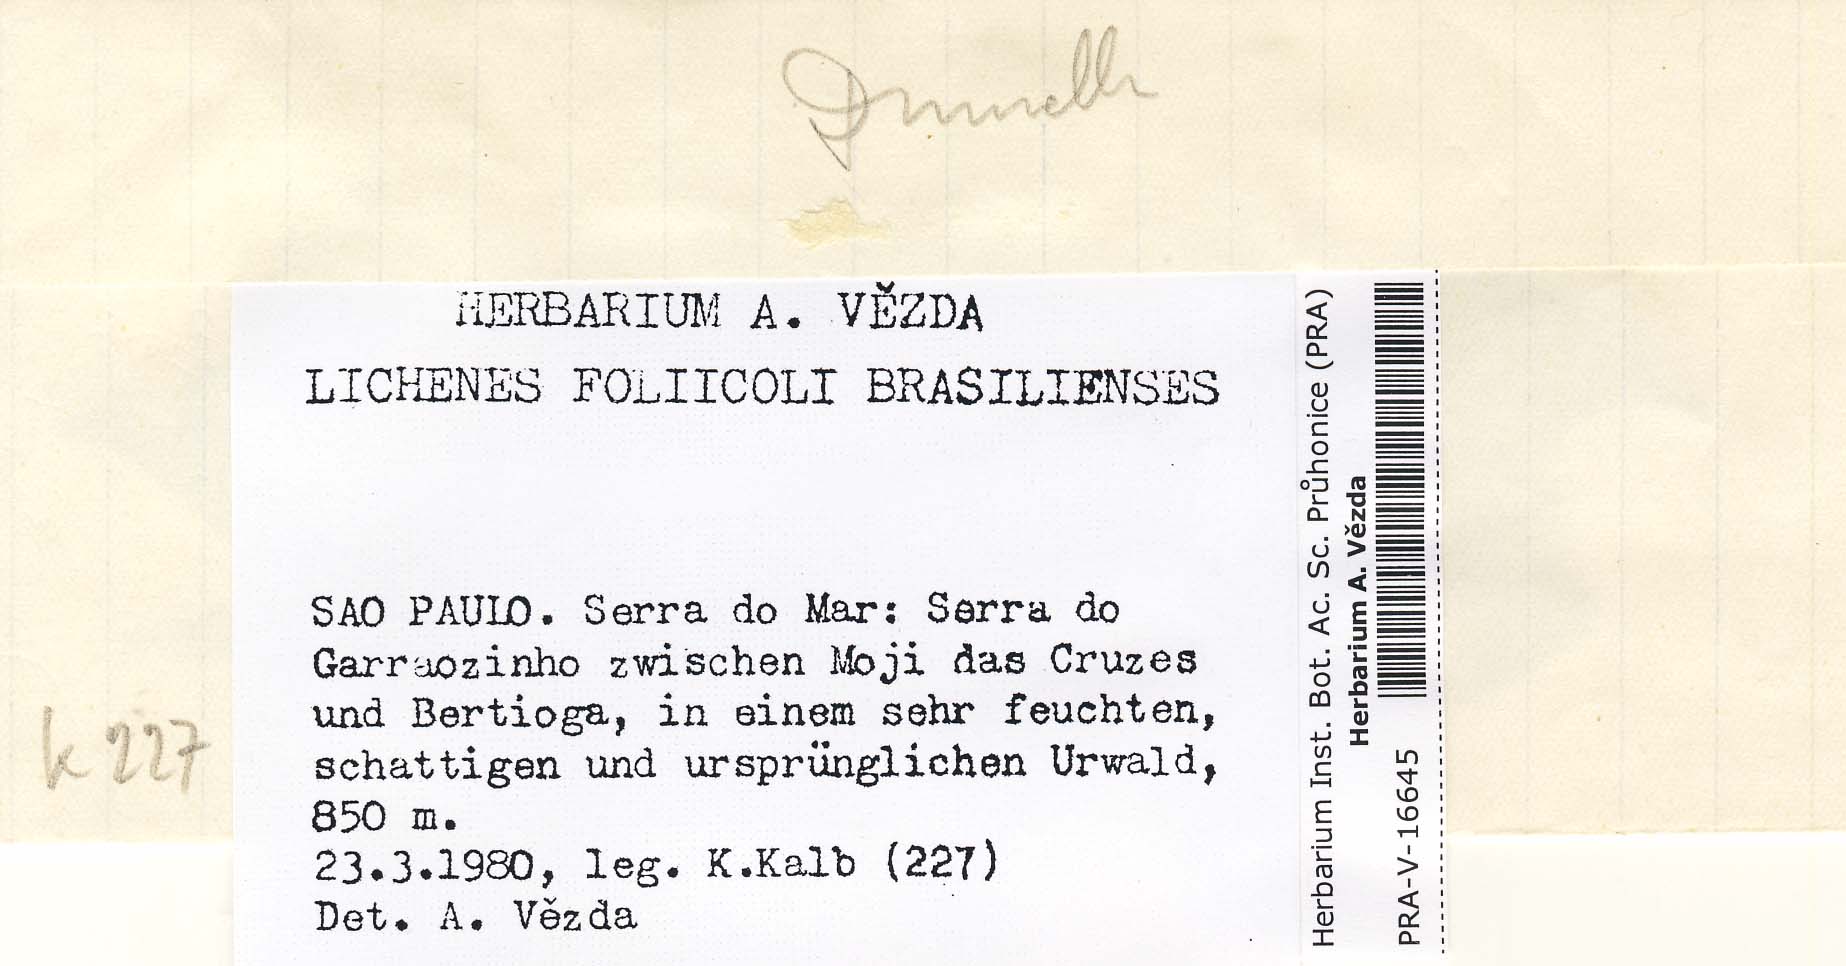 HERBARIUM A. VĚZDA
LICHENES FOLIICOLI BRASILIENSES
SAO PAULO. Serra do Mar: Serra do
Garraozinho zwischen Moji das Cruzes
und Bertioga, in einem sehr feuchten,
schattigen und ursprünglichen Urwald,
850 m.
23.3.1980, leg. K.Kalb (227)
Det. A. Vězda
k 227
Herbarium Inst. Bot. Ac. Sc. Průhonice (PRA)
Herbarium A. Vězda
PRA-V-16645